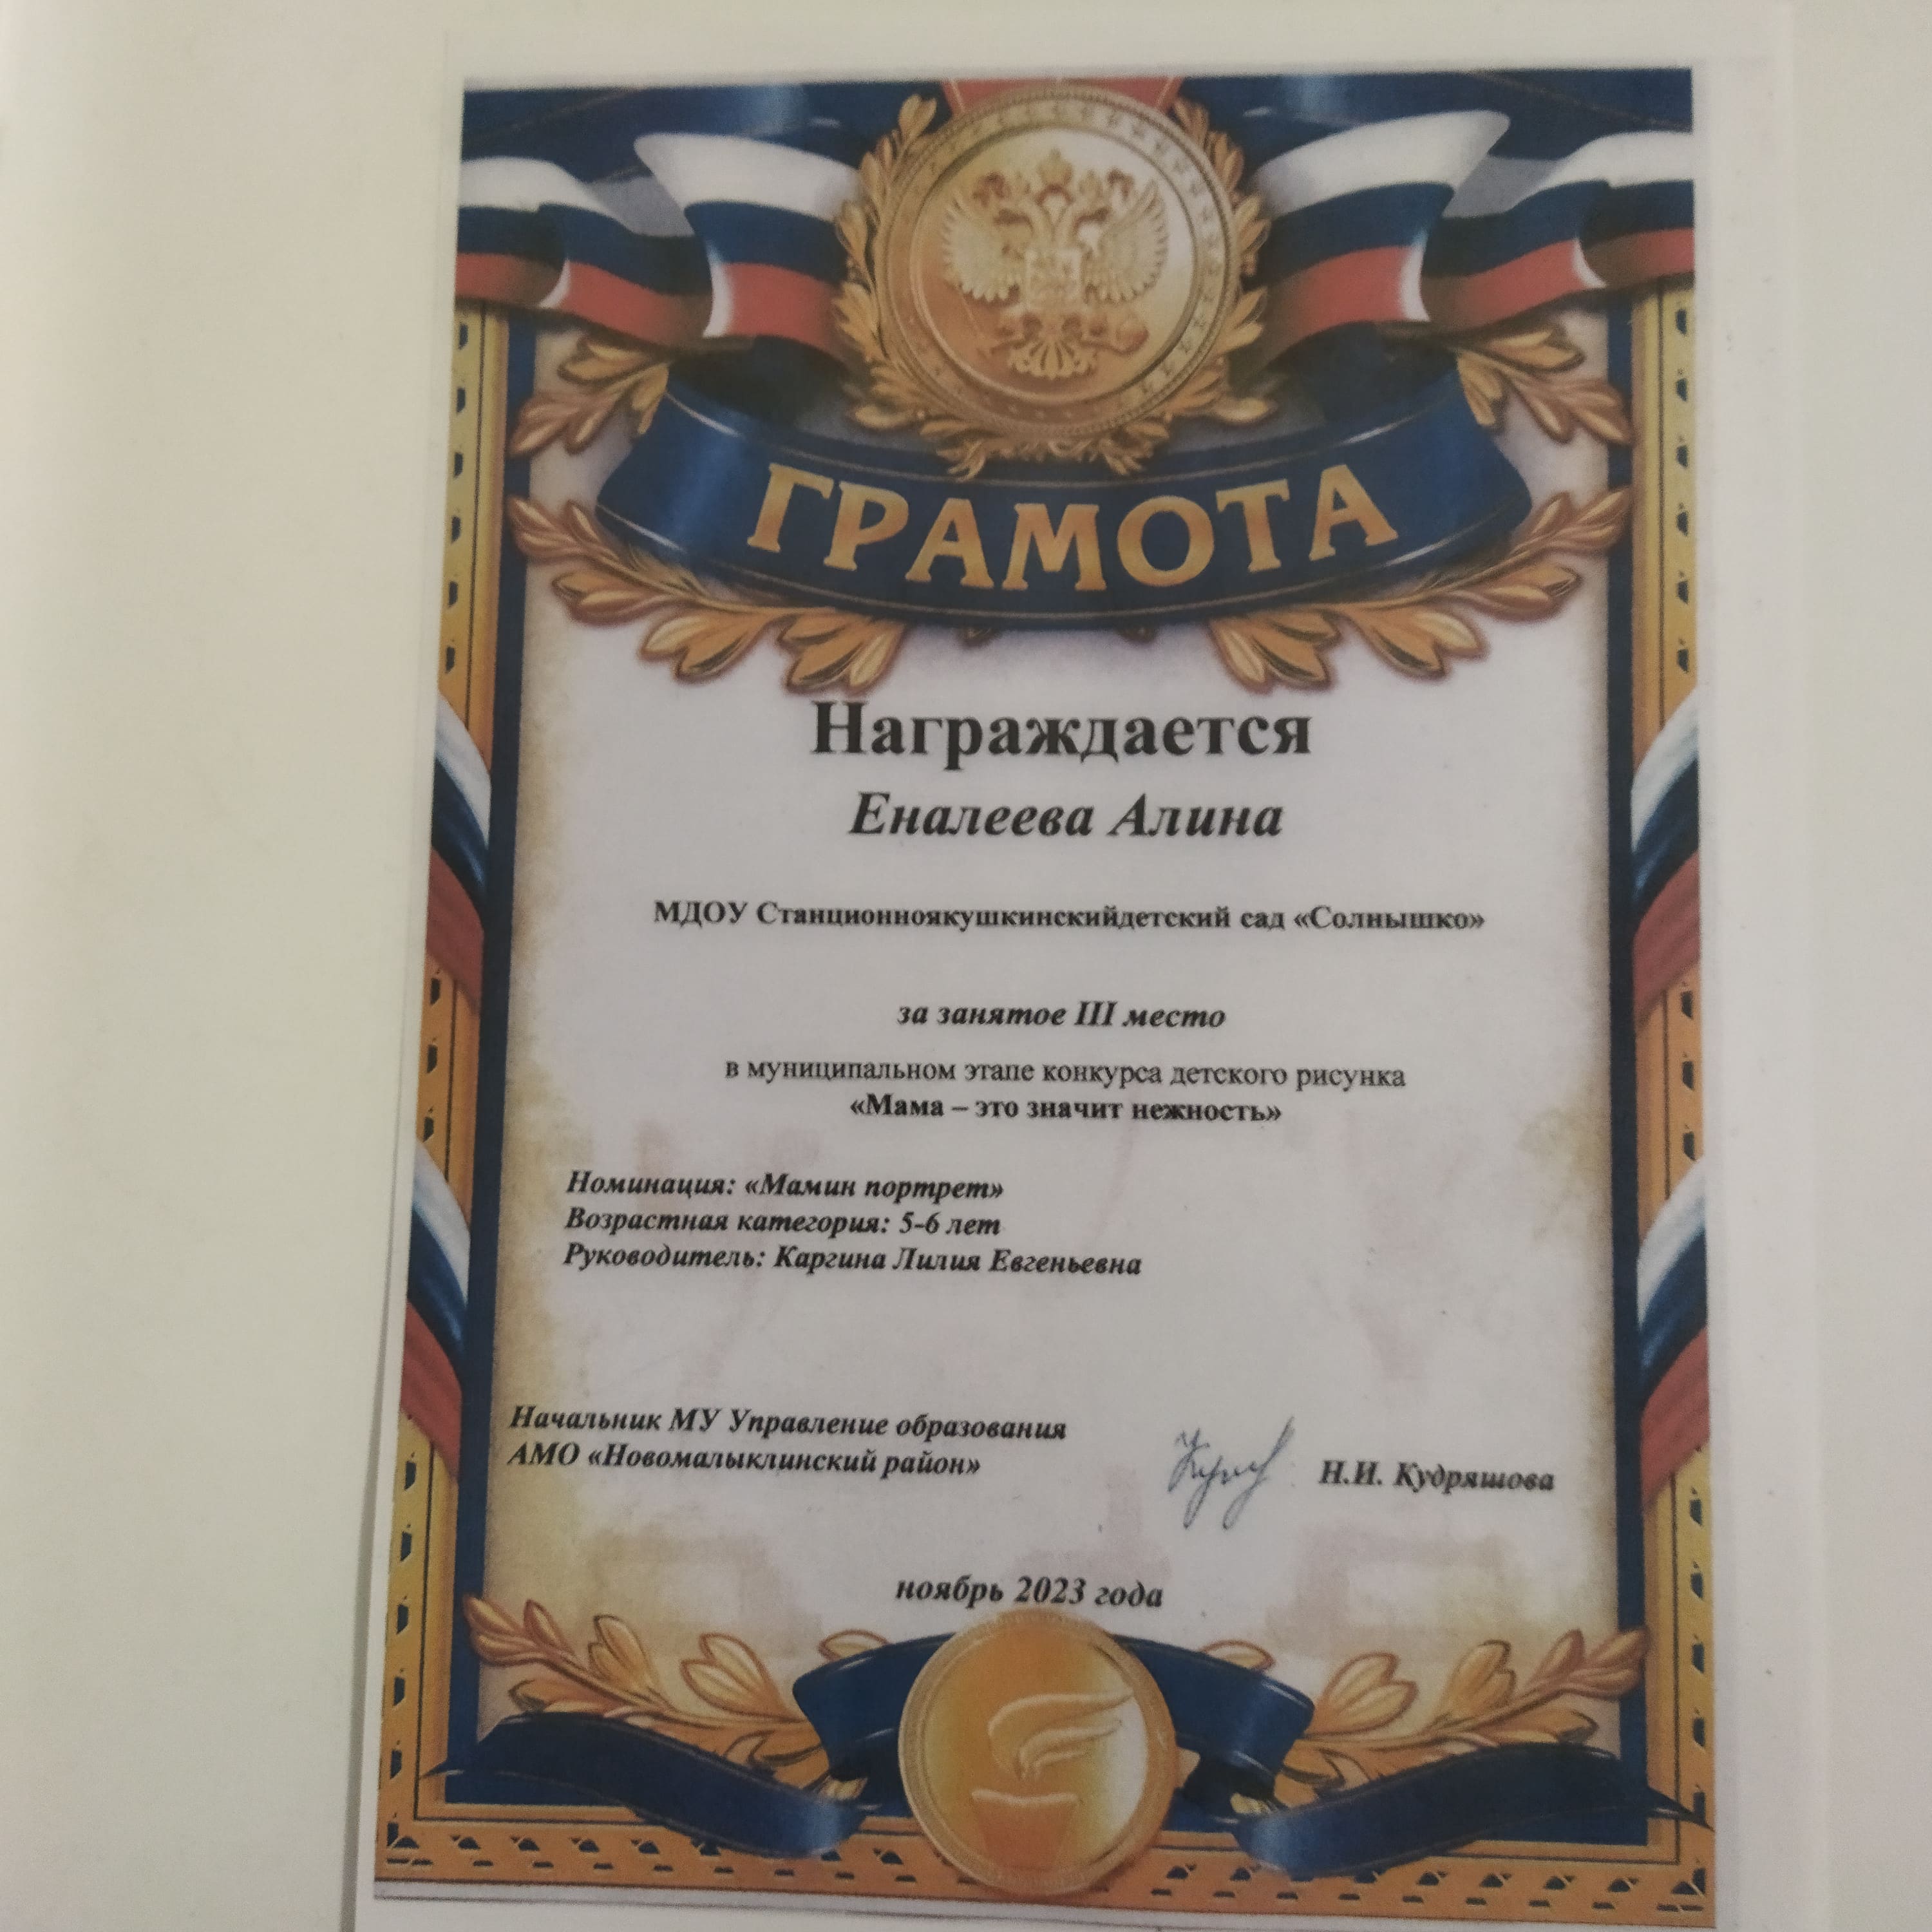 ГРАМОТА
Награждается
Еналеева Алина
МДОУ Станционноякушкинскийдетский сад «Солнышко»
за занятое III место
в муниципальном этапе конкурса детского рисунка
«Мама – это значит нежность»
Номинация: «Мамин портрет»
Возрастная категория: 5-6 лет
Руководитель: Каргина Лилия Евгеньевна
Начальник МУ Управление образования
АМО «Новомалыклинский район»
Н.И. Кудряшова
ноябрь 2023 года